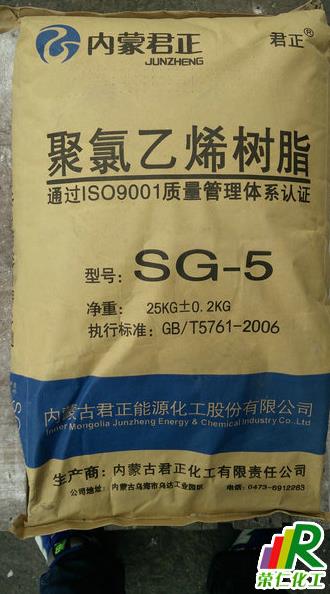 内蒙君正
JUNZHENG
君正®
聚氯乙烯树脂
通过ISO9001质量管理体系认证
型号: SG-5
净重: 25KG±0.2KG
执行标准: GB/T5761-2006
内蒙古君正能源化工股份有限公司
Inner Mongolia Junzheng Energy & Chemical Industry Co.,Ltd
生产商: 内蒙古君正化工有限责任公司
公司地址: 内蒙古乌海市乌达工业园区 电话: 0473-6912263
R
荣仁化工